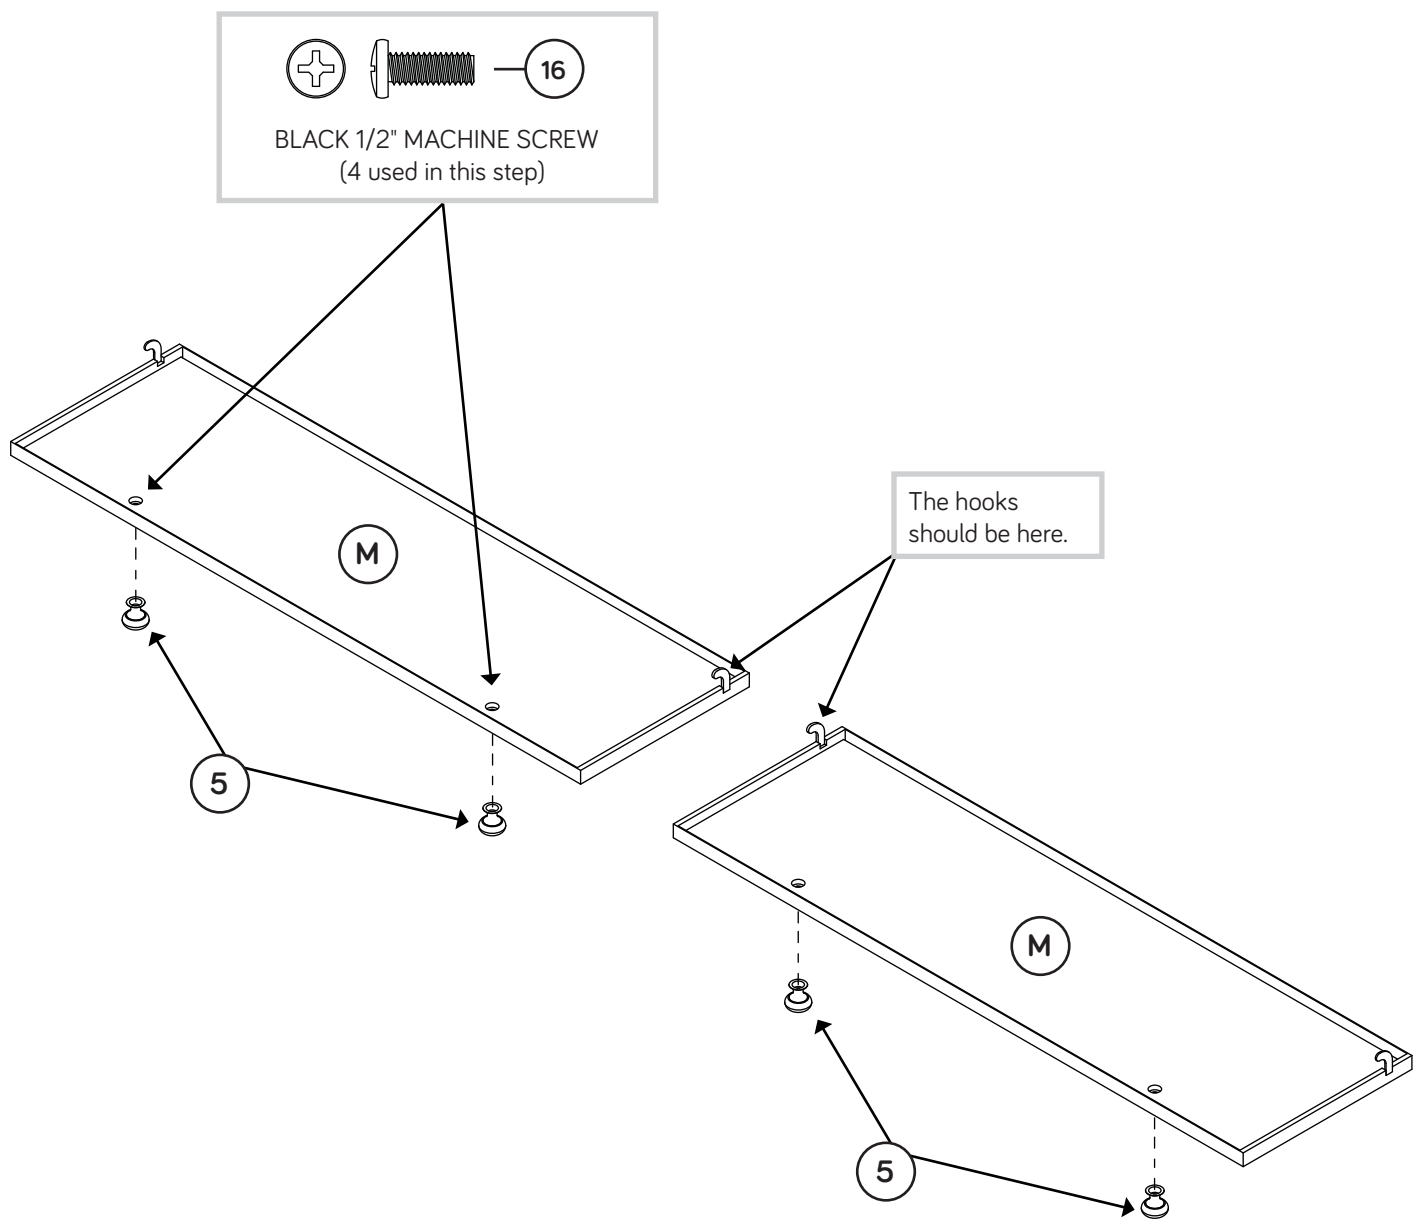 16
BLACK 1/2" MACHINE SCREW
(4 used in this step)
The hooks
should be here.
M
5
M
5